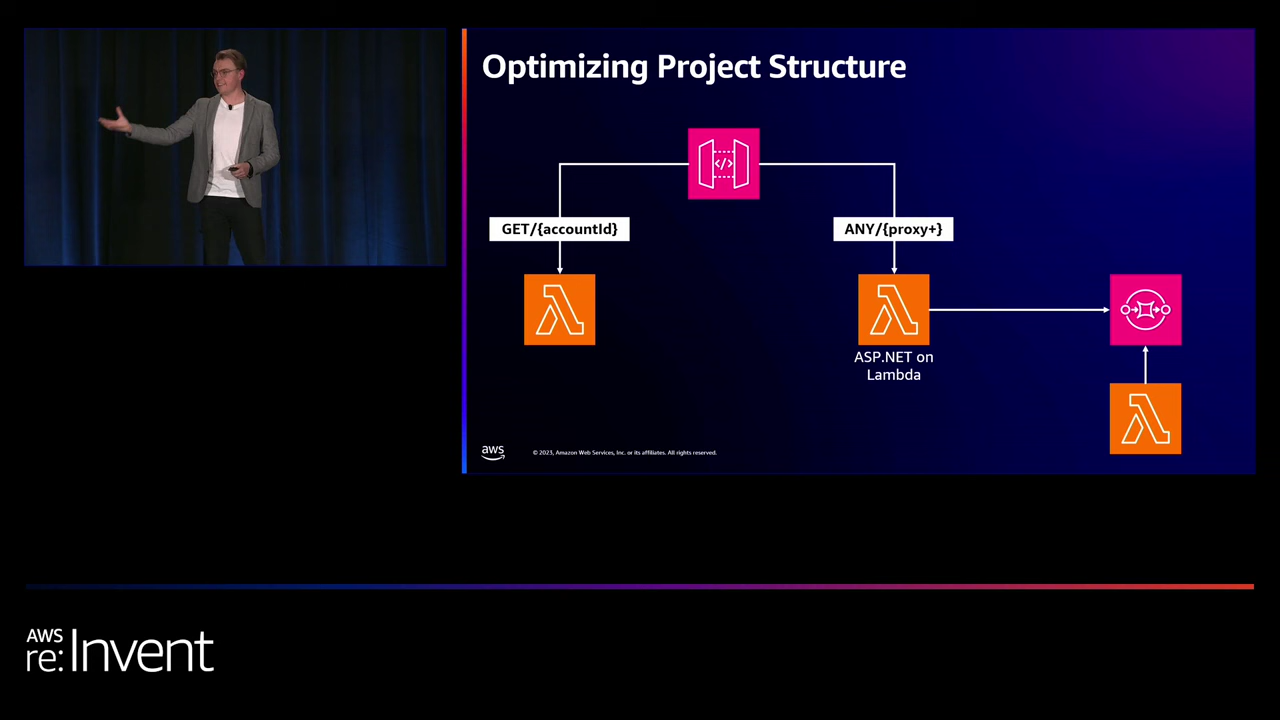 Optimizing Project Structure
</>
GET/{accountId}
ANY/{proxy+}
ASP.NET on
Lambda
aws
© 2023, Amazon Web Services, Inc. or its affiliates. All rights reserved.
AWS
re:Invent